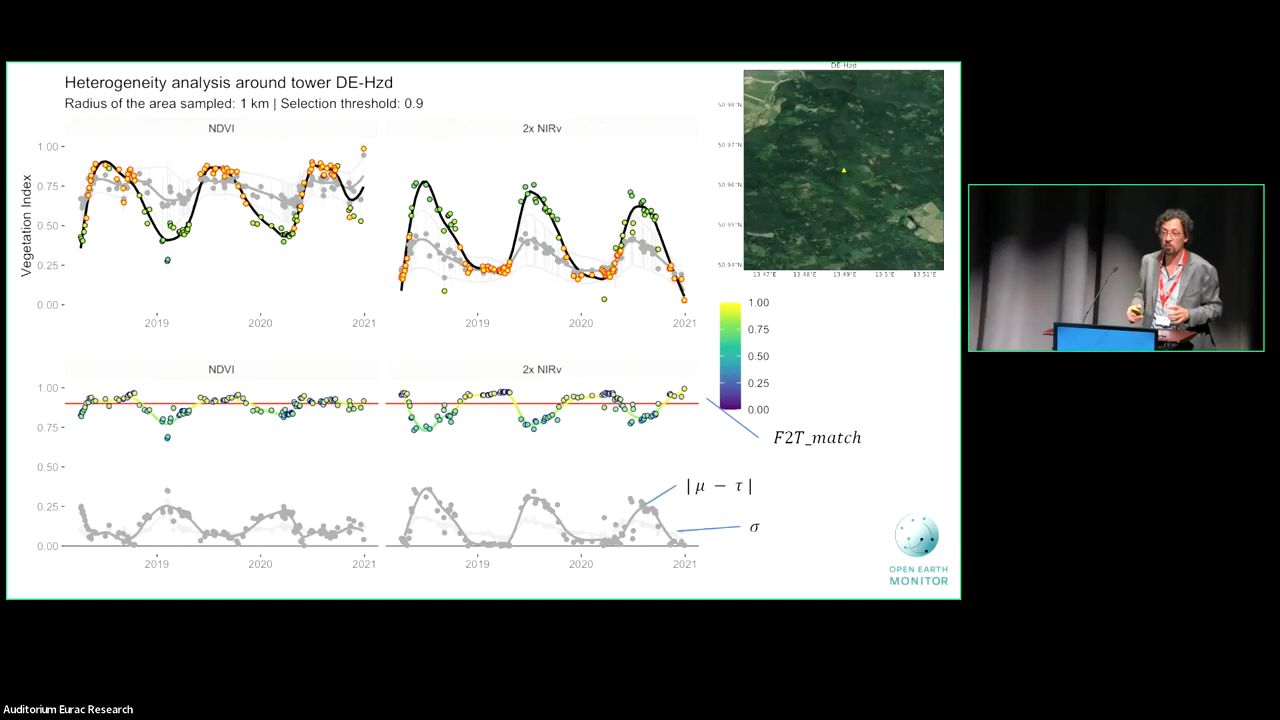 Heterogeneity analysis around tower DE-Hzd
Radius of the area sampled: 1 km | Selection threshold: 0.9
NDVI
2x NIRv
Vegetation Index
1.00
0.75
0.50
0.25
0.00
2019
2020
2021
2019
2020
2021
NDVI
2x NIRv
1.00
0.75
0.50
0.25
0.00
2019
2020
2021
2019
2020
2021
DE-Hzd
50.98°N
50.97°N
50.96°N
50.95°N
50.94°N
13.47°E
13.48°E
13.49°E
13.5°E
13.51°E
1.00
0.75
0.50
0.25
0.00
F2T_match
| μ − τ |
σ
OPEN EARTH
MONITOR
Auditorium Eurac Research